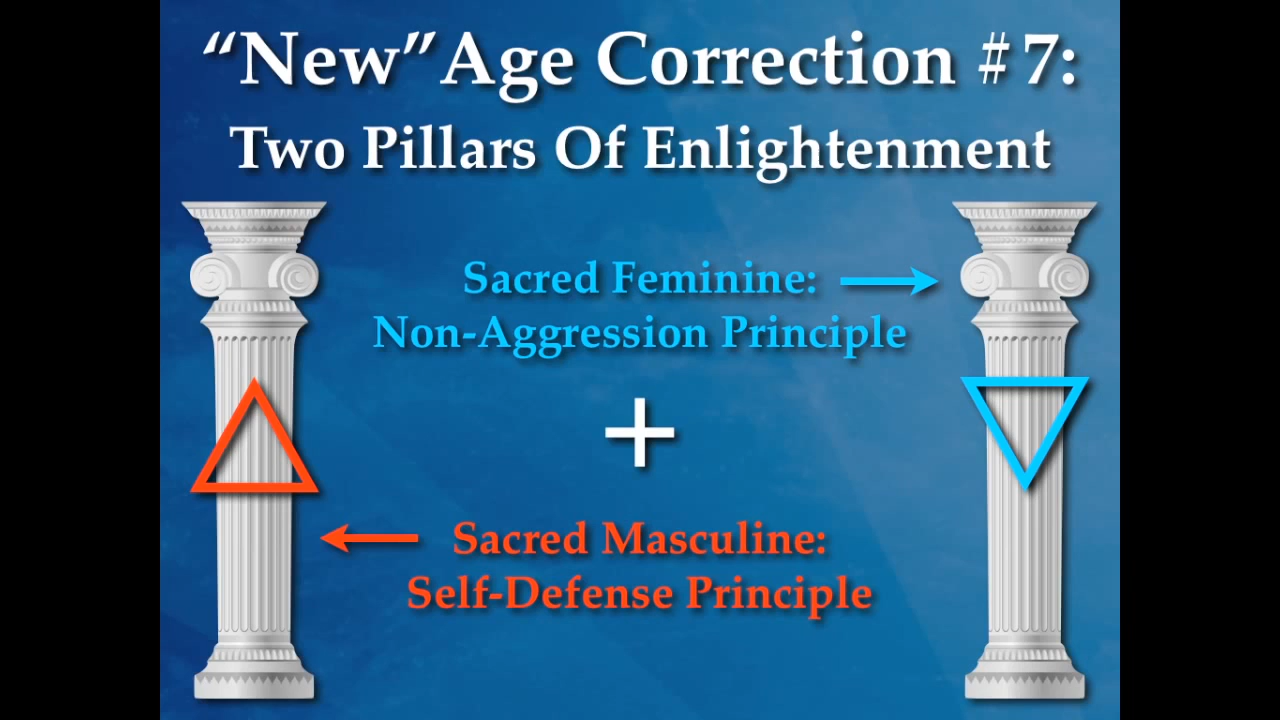 “New”Age Correction #7:
Two Pillars Of Enlightenment
Sacred Feminine:
Non-Aggression Principle
+
Sacred Masculine:
Self-Defense Principle